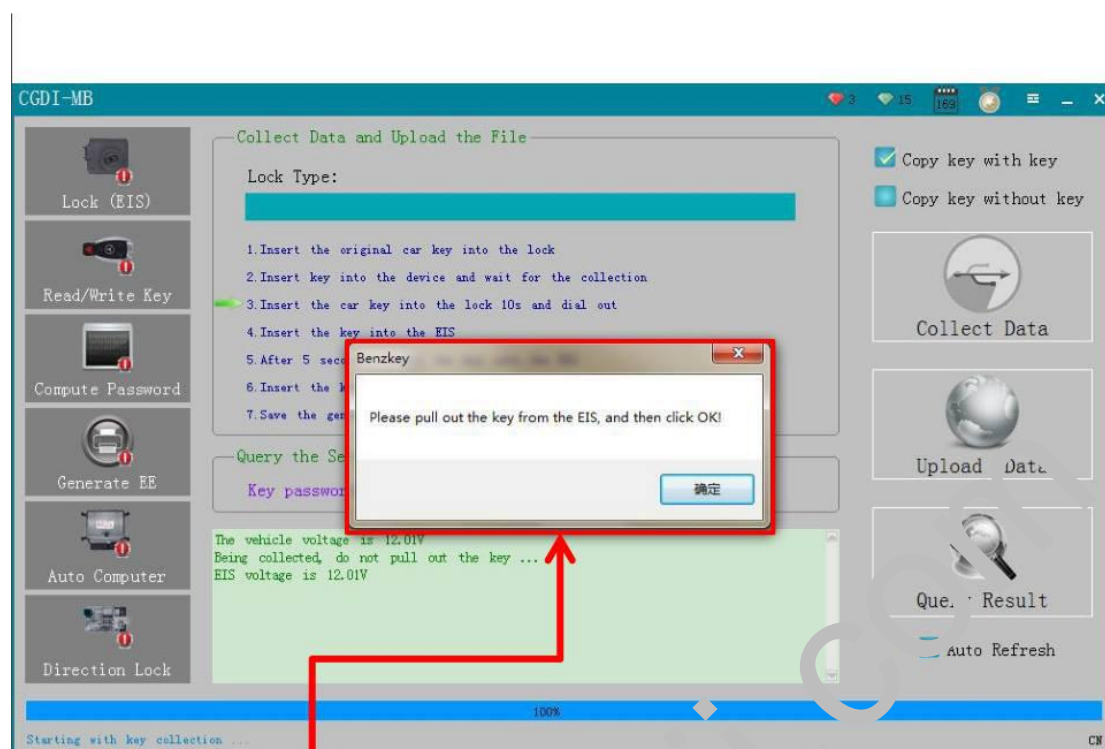 CGDI-MB
3
15
169
Lock (EIS)
Read/Write Key
Compute Password
Generate EE
Auto Computer
Direction Lock
Collect Data and Upload the File
Lock Type:
1.Insert the original car key into the lock
2.Insert key into the device and wait for the collection
3.Insert the car key into the lock 10s and dial out
4.Insert the key into the EIS
5.After 5 sec
6.Insert the
7.Save the
Query the
Key
Benzkey
Please pull out the key from the EIS, and then click OK!
确定
The vehicle voltage is 12.01V
Being collected, do not pull out the key ...
EIS voltage is 12.01V
Copy key with key
Copy key without key
Collect Data
Upload Data
Query Result
Auto Refresh
100%
Starting with key collection ...
CN